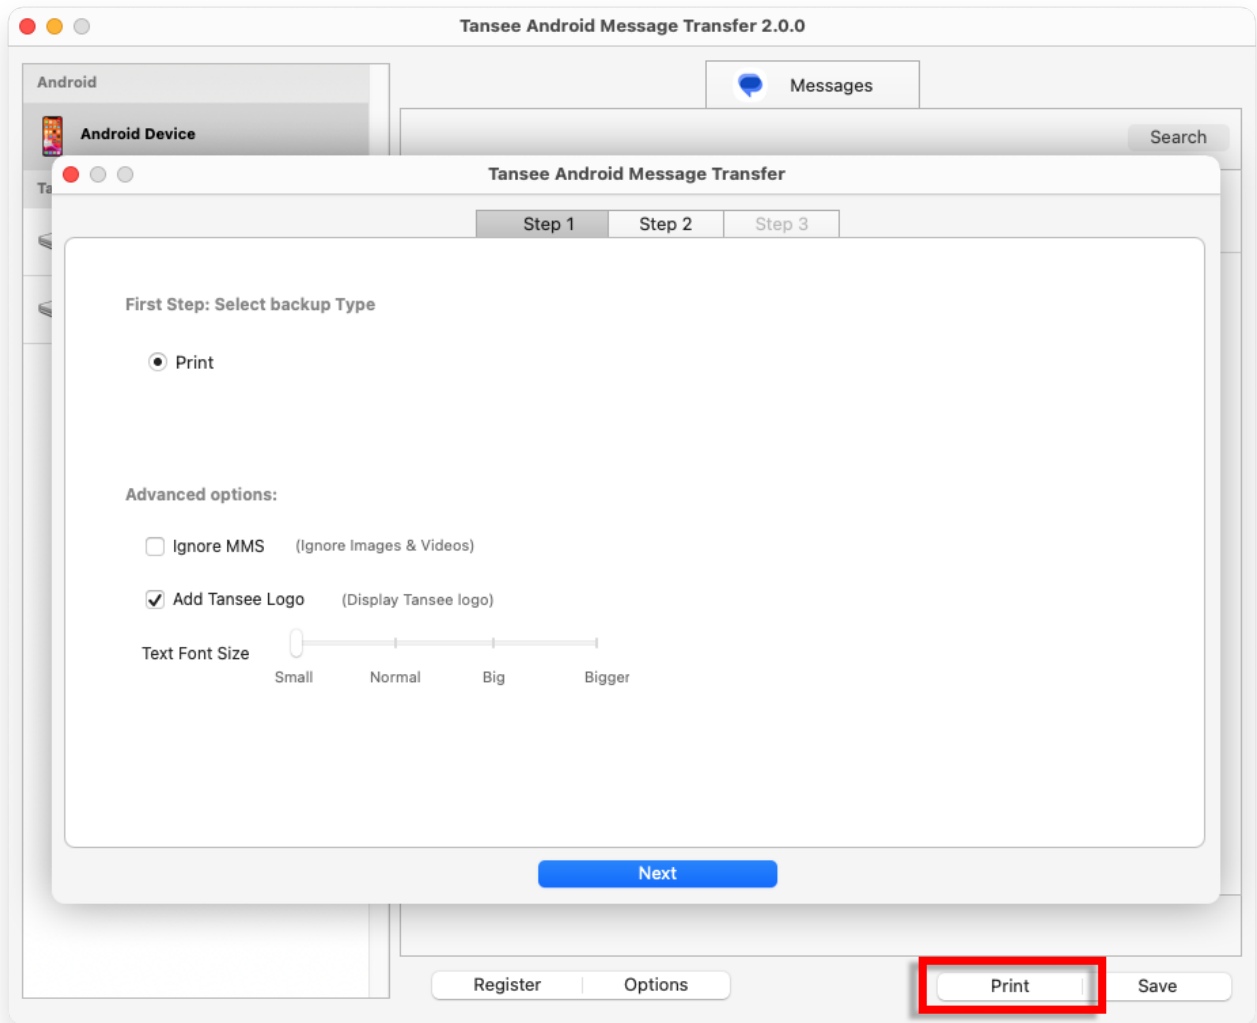 Tansee Android Message Transfer 2.0.0
Android
Messages
Android Device
Search
Ta
Tansee Android Message Transfer
Step 1 Step 2 Step 3
First Step: Select backup Type
Print
Advanced options:
Ignore MMS (Ignore Images & Videos)
Add Tansee Logo (Display Tansee logo)
Text Font Size
Small Normal Big Bigger
Next
Register Options Print Save